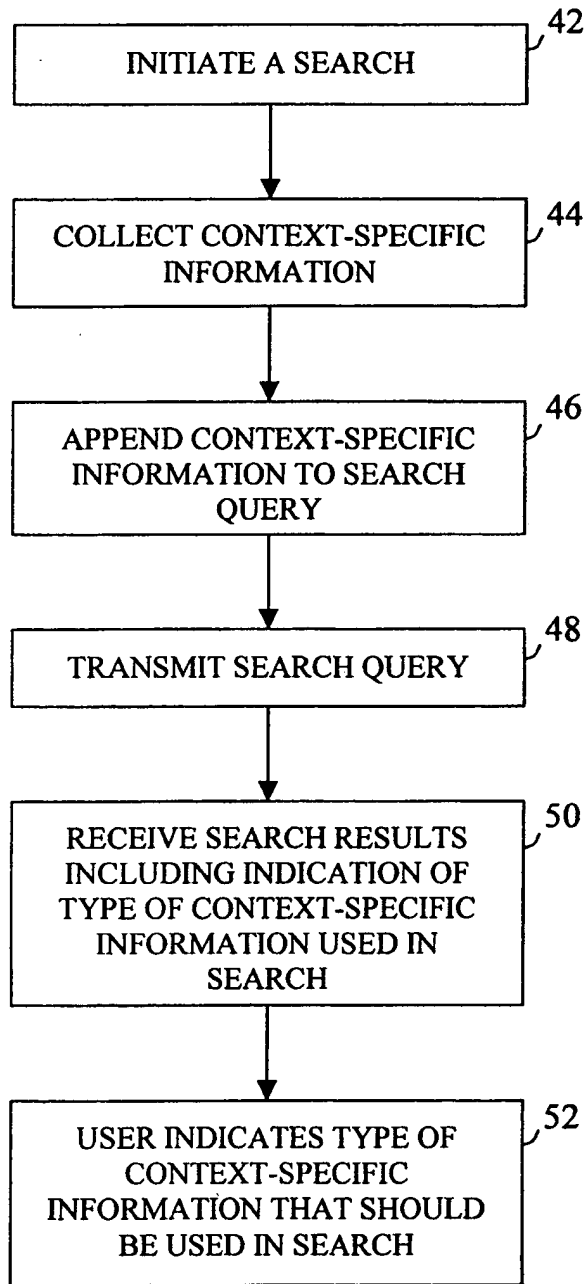 42
INITIATE A SEARCH
44
COLLECT CONTEXT-SPECIFIC
INFORMATION
46
APPEND CONTEXT-SPECIFIC
INFORMATION TO SEARCH
QUERY
48
TRANSMIT SEARCH QUERY
50
RECEIVE SEARCH RESULTS
INCLUDING INDICATION OF
TYPE OF CONTEXT-SPECIFIC
INFORMATION USED IN
SEARCH
52
USER INDICATES TYPE OF
CONTEXT-SPECIFIC
INFORMATION THAT SHOULD
BE USED IN SEARCH